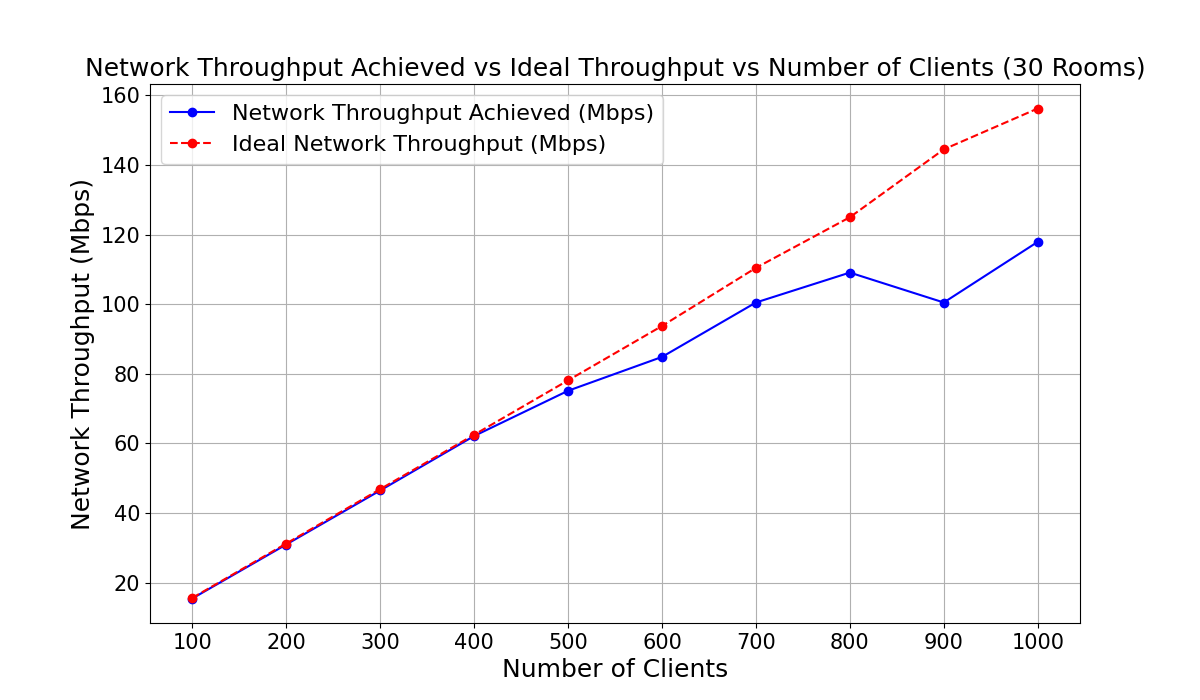 Network Throughput Achieved vs Ideal Throughput vs Number of Clients (30 Rooms)
Network Throughput Achieved (Mbps)
Ideal Network Throughput (Mbps)
Network Throughput (Mbps)
160
140
120
100
80
60
40
20
100 200 300 400 500 600 700 800 900 1000
Number of Clients